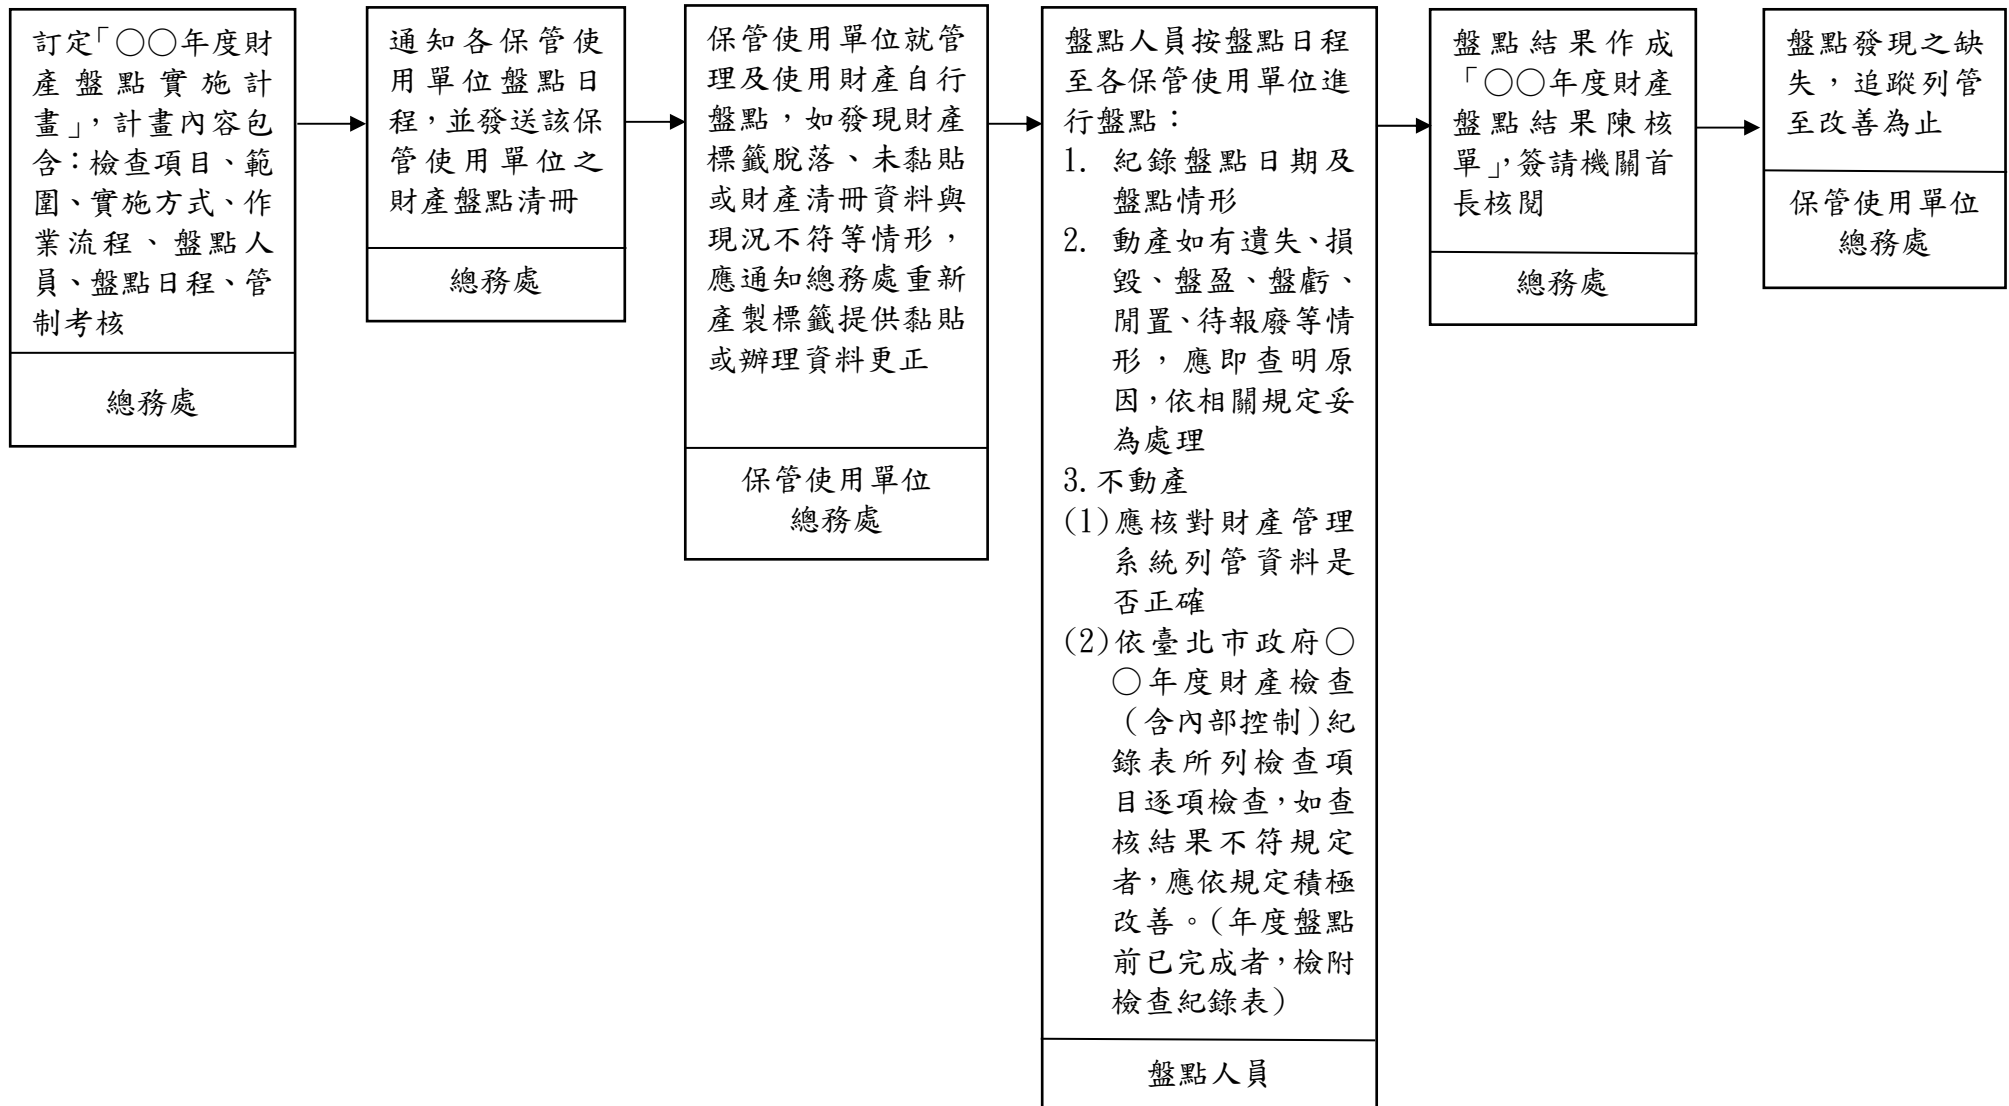 訂定「○○年度財
產盤點實施計
畫」，計畫內容包
含：檢查項目、範
圍、實施方式、作
業流程、盤點人
員、盤點日程、管
制考核
總務處
通知各保管使
用單位盤點日
程，並發送該保
管使用單位之
財產盤點清冊
總務處
保管使用單位就管
理及使用財產自行
盤點，如發現財產
標籤脫落、未黏貼
或財產清冊資料與
現況不符等情形，
應通知總務處重新
產製標籤提供黏貼
或辦理資料更正
保管使用單位
總務處
盤點人員按盤點日程
至各保管使用單位進
行盤點：
1. 紀錄盤點日期及
盤點情形
2. 動產如有遺失、損
毀、盤盈、盤虧、
閒置、待報廢等情
形，應即查明原
因，依相關規定妥
為處理
3.不動產
(1)應核對財產管理
系統列管資料是
否正確
(2)依臺北市政府○
○年度財產檢查
（含內部控制）紀
錄表所列檢查項
目逐項檢查，如查
核結果不符規定
者，應依規定積極
改善。（年度盤點
前已完成者，檢附
檢查紀錄表）
盤點人員
盤點結果作成
「○○年度財產
盤點結果陳核
單」，簽請機關首
長核閱
總務處
盤點發現之缺
失，追蹤列管
至改善為止
保管使用單位
總務處